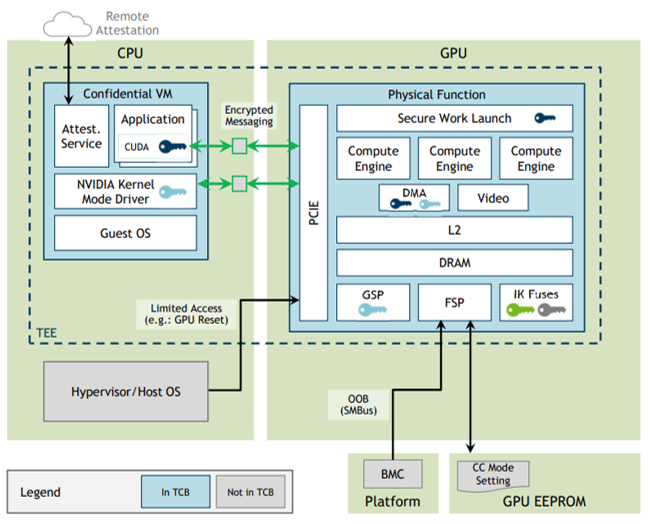 Remote
Attestation
CPU
GPU
Confidential VM
Physical Function
Encrypted
Messaging
Attest.
Service
Application
CUDA
Secure Work Launch
Compute
Engine
Compute
Engine
Compute
Engine
NVIDIA Kernel
Mode Driver
PCIE
DMA
Video
Guest OS
L2
DRAM
Limited Access
(e.g.: GPU Reset)
GSP
FSP
IK Fuses
TEE
Hypervisor/Host OS
OOB
(SMBus)
BMC
CC Mode
Setting
Platform
GPU EEPROM
Legend
In TCB
Not in TCB